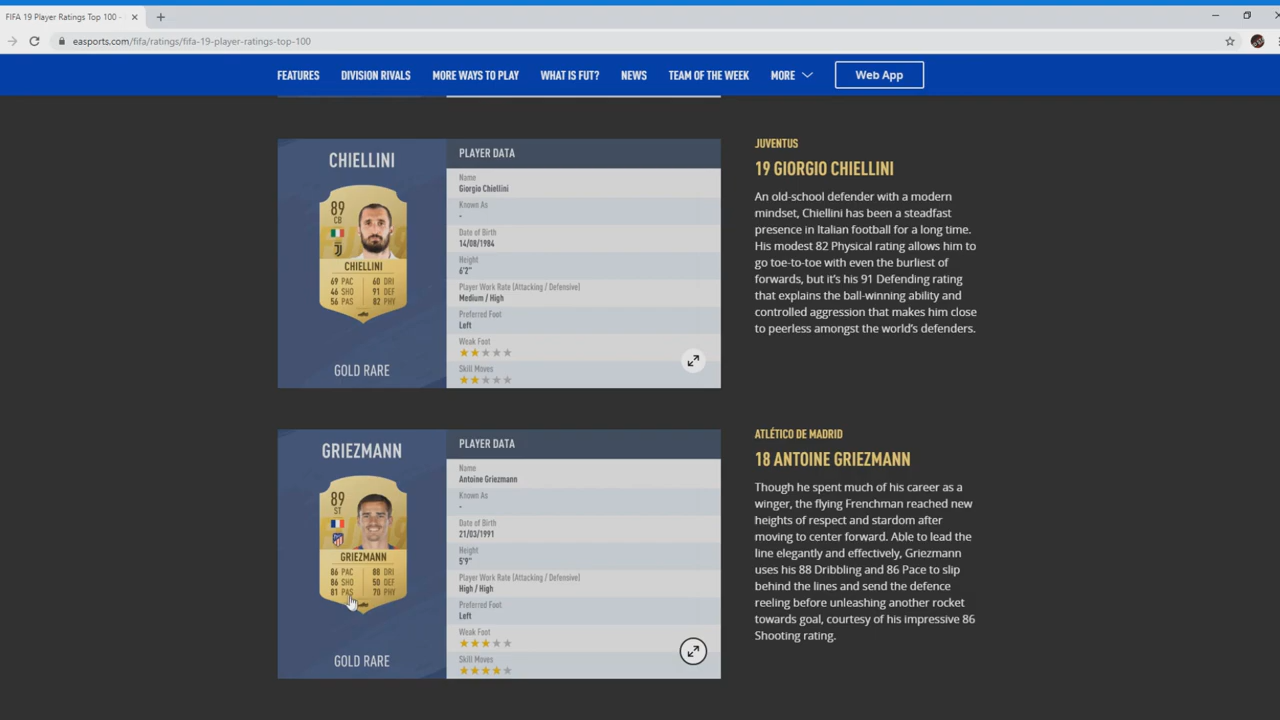 FIFA 19 Player Ratings Top 100 -
easports.com/fifa/ratings/fifa-19-player-ratings-top-100
FEATURES DIVISION RIVALS MORE WAYS TO PLAY WHAT IS FUT? NEWS TEAM OF THE WEEK MORE Web App
CHIELLINI
89
CB
CHIELLINI
69 PAC 60 DRI
46 SHO 91 DEF
56 PAS 82 PHY
GOLD RARE
PLAYER DATA
Name
Giorgio Chiellini
Known As
-
Date of Birth
14/08/1984
Height
6'2"
Player Work Rate (Attacking / Defensive)
Medium / High
Preferred Foot
Left
Weak Foot
Skill Moves
JUVENTUS
19 GIORGIO CHIELLINI
An old-school defender with a modern
mindset, Chiellini has been a steadfast
presence in Italian football for a long time.
His modest 82 Physical rating allows him to
go toe-to-toe with even the burliest of
forwards, but it's his 91 Defending rating
that explains the ball-winning ability and
controlled aggression that makes him close
to peerless amongst the world's defenders.
GRIEZMANN
89
ST
GRIEZMANN
86 PAC 88 DRI
86 SHO 50 DEF
81 PAS 70 PHY
GOLD RARE
PLAYER DATA
Name
Antoine Griezmann
Known As
-
Date of Birth
21/03/1991
Height
5'9"
Player Work Rate (Attacking / Defensive)
High / High
Preferred Foot
Left
Weak Foot
Skill Moves
ATLÉTICO DE MADRID
18 ANTOINE GRIEZMANN
Though he spent much of his career as a
winger, the flying Frenchman reached new
heights of respect and stardom after
moving to center forward. Able to lead the
line elegantly and effectively, Griezmann
uses his 88 Dribbling and 86 Pace to slip
behind the lines and send the defence
reeling before unleashing another rocket
towards goal, courtesy of his impressive 86
Shooting rating.